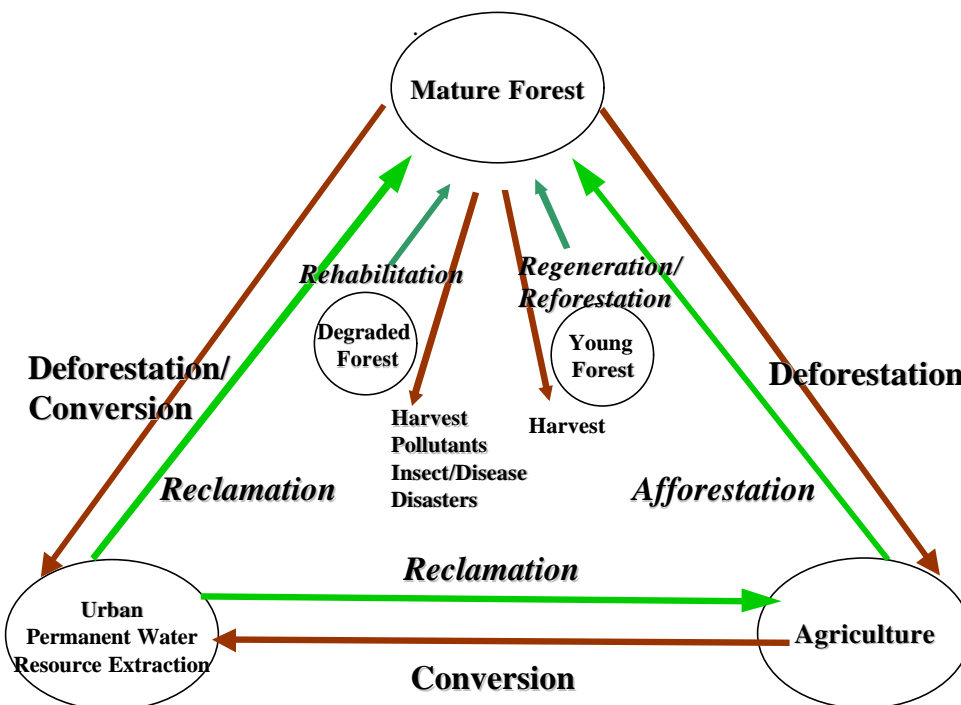 Mature Forest
Rehabilitation
Regeneration/
Reforestation
Degraded
Forest
Young
Forest
Deforestation/
Conversion
Deforestation
Harvest
Pollutants
Insect/Disease
Disasters
Harvest
Reclamation
Afforestation
Reclamation
Urban
Permanent Water
Resource Extraction
Agriculture
Conversion